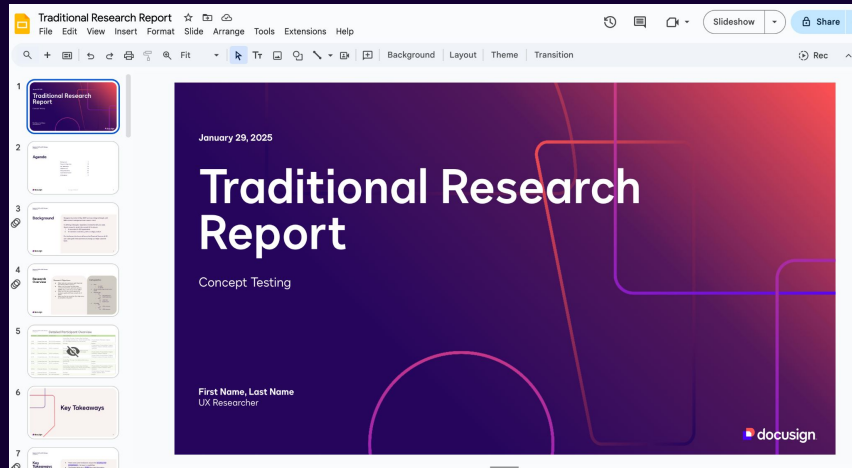 Traditional Research Report
File Edit View Insert Format Slide Arrange Tools Extensions Help
Slideshow
Share
Fit
Background Layout Theme Transition
Rec
1
Traditional Research
Report
2
Agenda
3
Background
4
Research
Overview
5
6
Key Takeaways
7
Key
Takeaways
January 29, 2025
Traditional Research
Report
Concept Testing
First Name, Last Name
UX Researcher
docusign